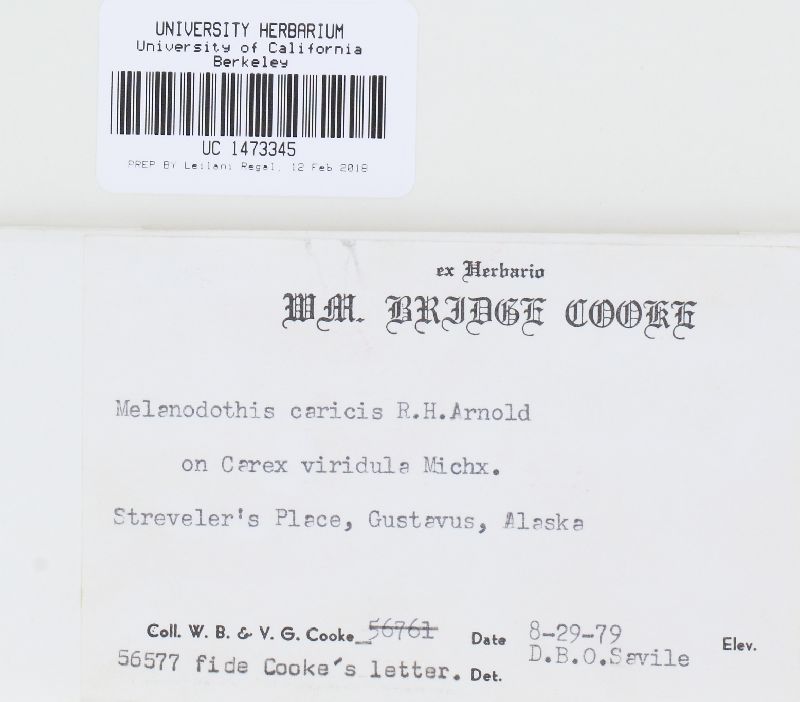 UNIVERSITY HERBARIUM
University of California
Berkeley
UC 1473345
PREP BY Leilani Regal, 12 Feb 2018
ex Herbario
WM. BRIDGE COOKE
Melanodothis caricis R.H.Arnold
on Carex viridula Michx.
Streveler's Place, Gustavus, Alaska
Coll. W. B. & V. G. Cooke 56761 Date 8-29-79 Elev.
56577 fide Cooke's letter. Det. D.B.O.Savile